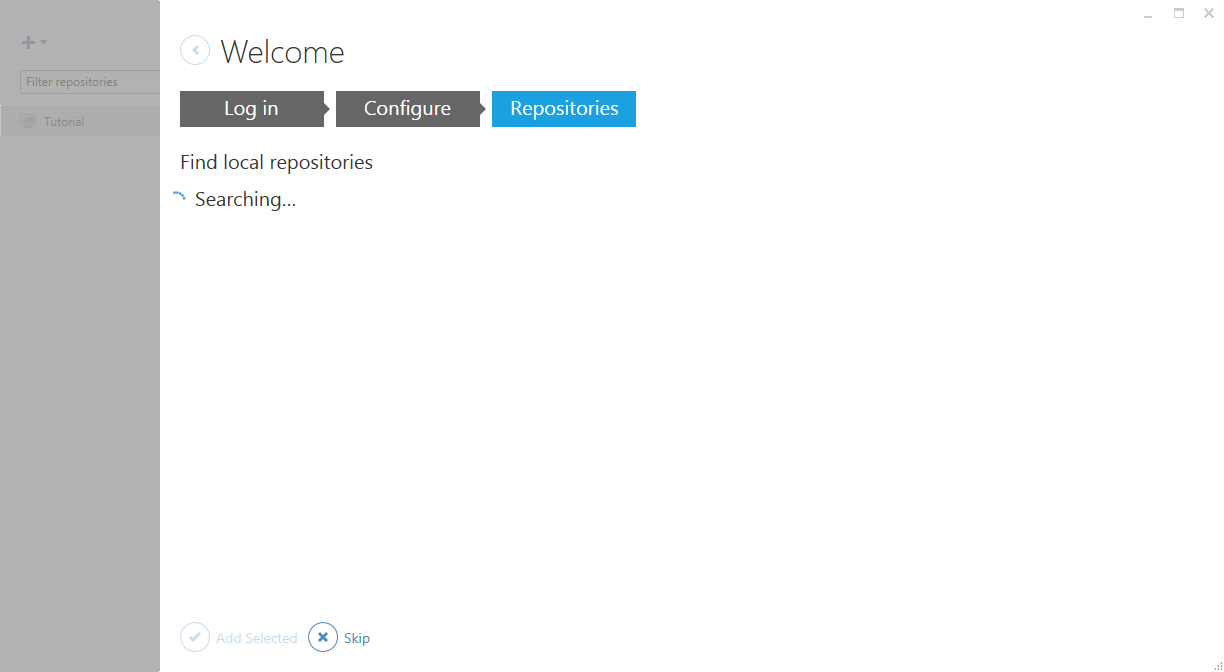 Filter repositories
Tutorial
Welcome
Log in
Configure
Repositories
Find local repositories
Searching...
Add Selected
Skip